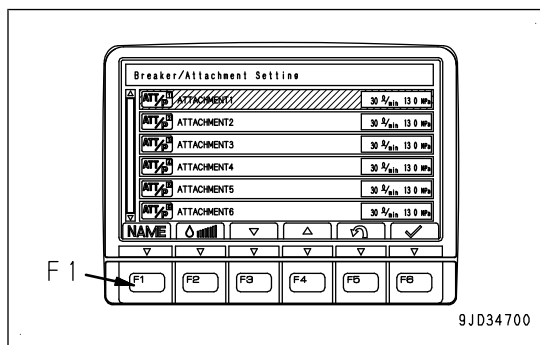 Breaker/Attachment Setting
ATT/P 1 ATTACHMENT1 30 ℓ/min 13 0 MPa
ATT/P ATTACHMENT2 30 ℓ/min 13 0 MPa
ATT/P ATTACHMENT3 30 ℓ/min 13 0 MPa
ATT/P ATTACHMENT4 30 ℓ/min 13 0 MPa
ATT/P ATTACHMENT5 30 ℓ/min 13 0 MPa
ATT/P ATTACHMENT6 30 ℓ/min 13 0 MPa
NAME
F1
F1 F2 F3 F4 F5 F6
9JD34700